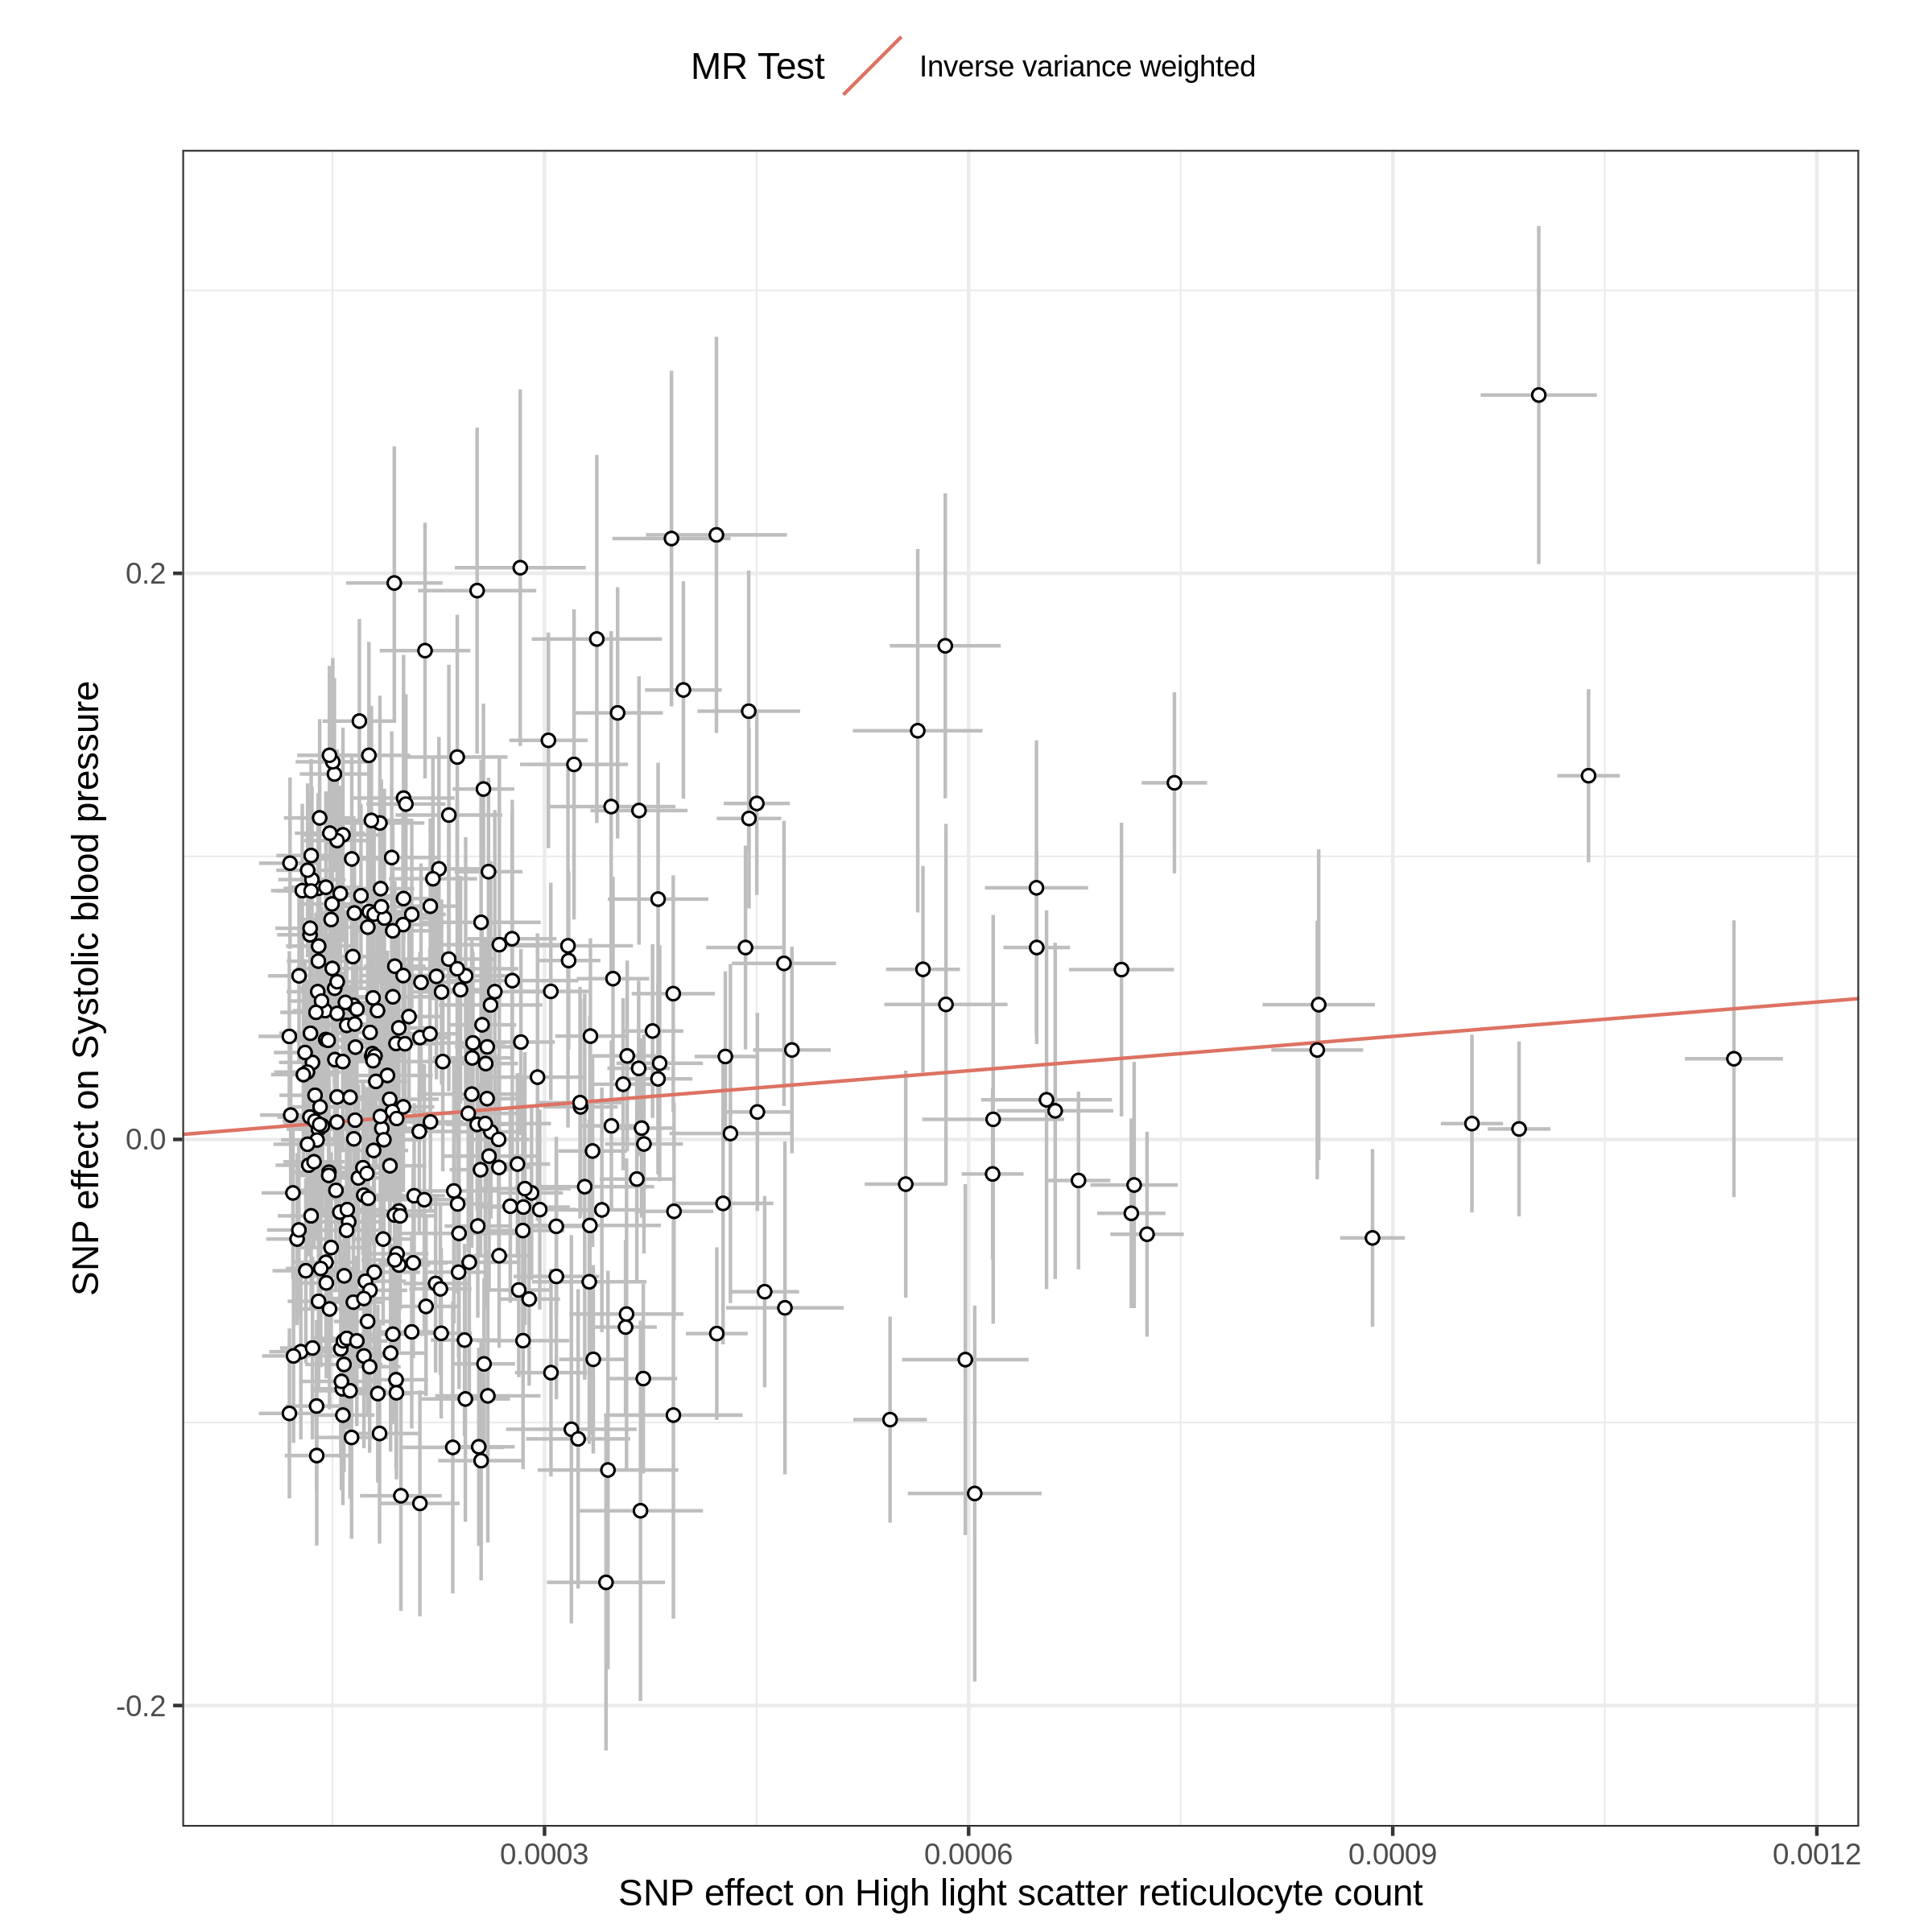 MR Test Inverse variance weighted
SNP effect on Systolic blood pressure
0.2
0.0
-0.2
0.0003 0.0006 0.0009 0.0012
SNP effect on High light scatter reticulocyte count